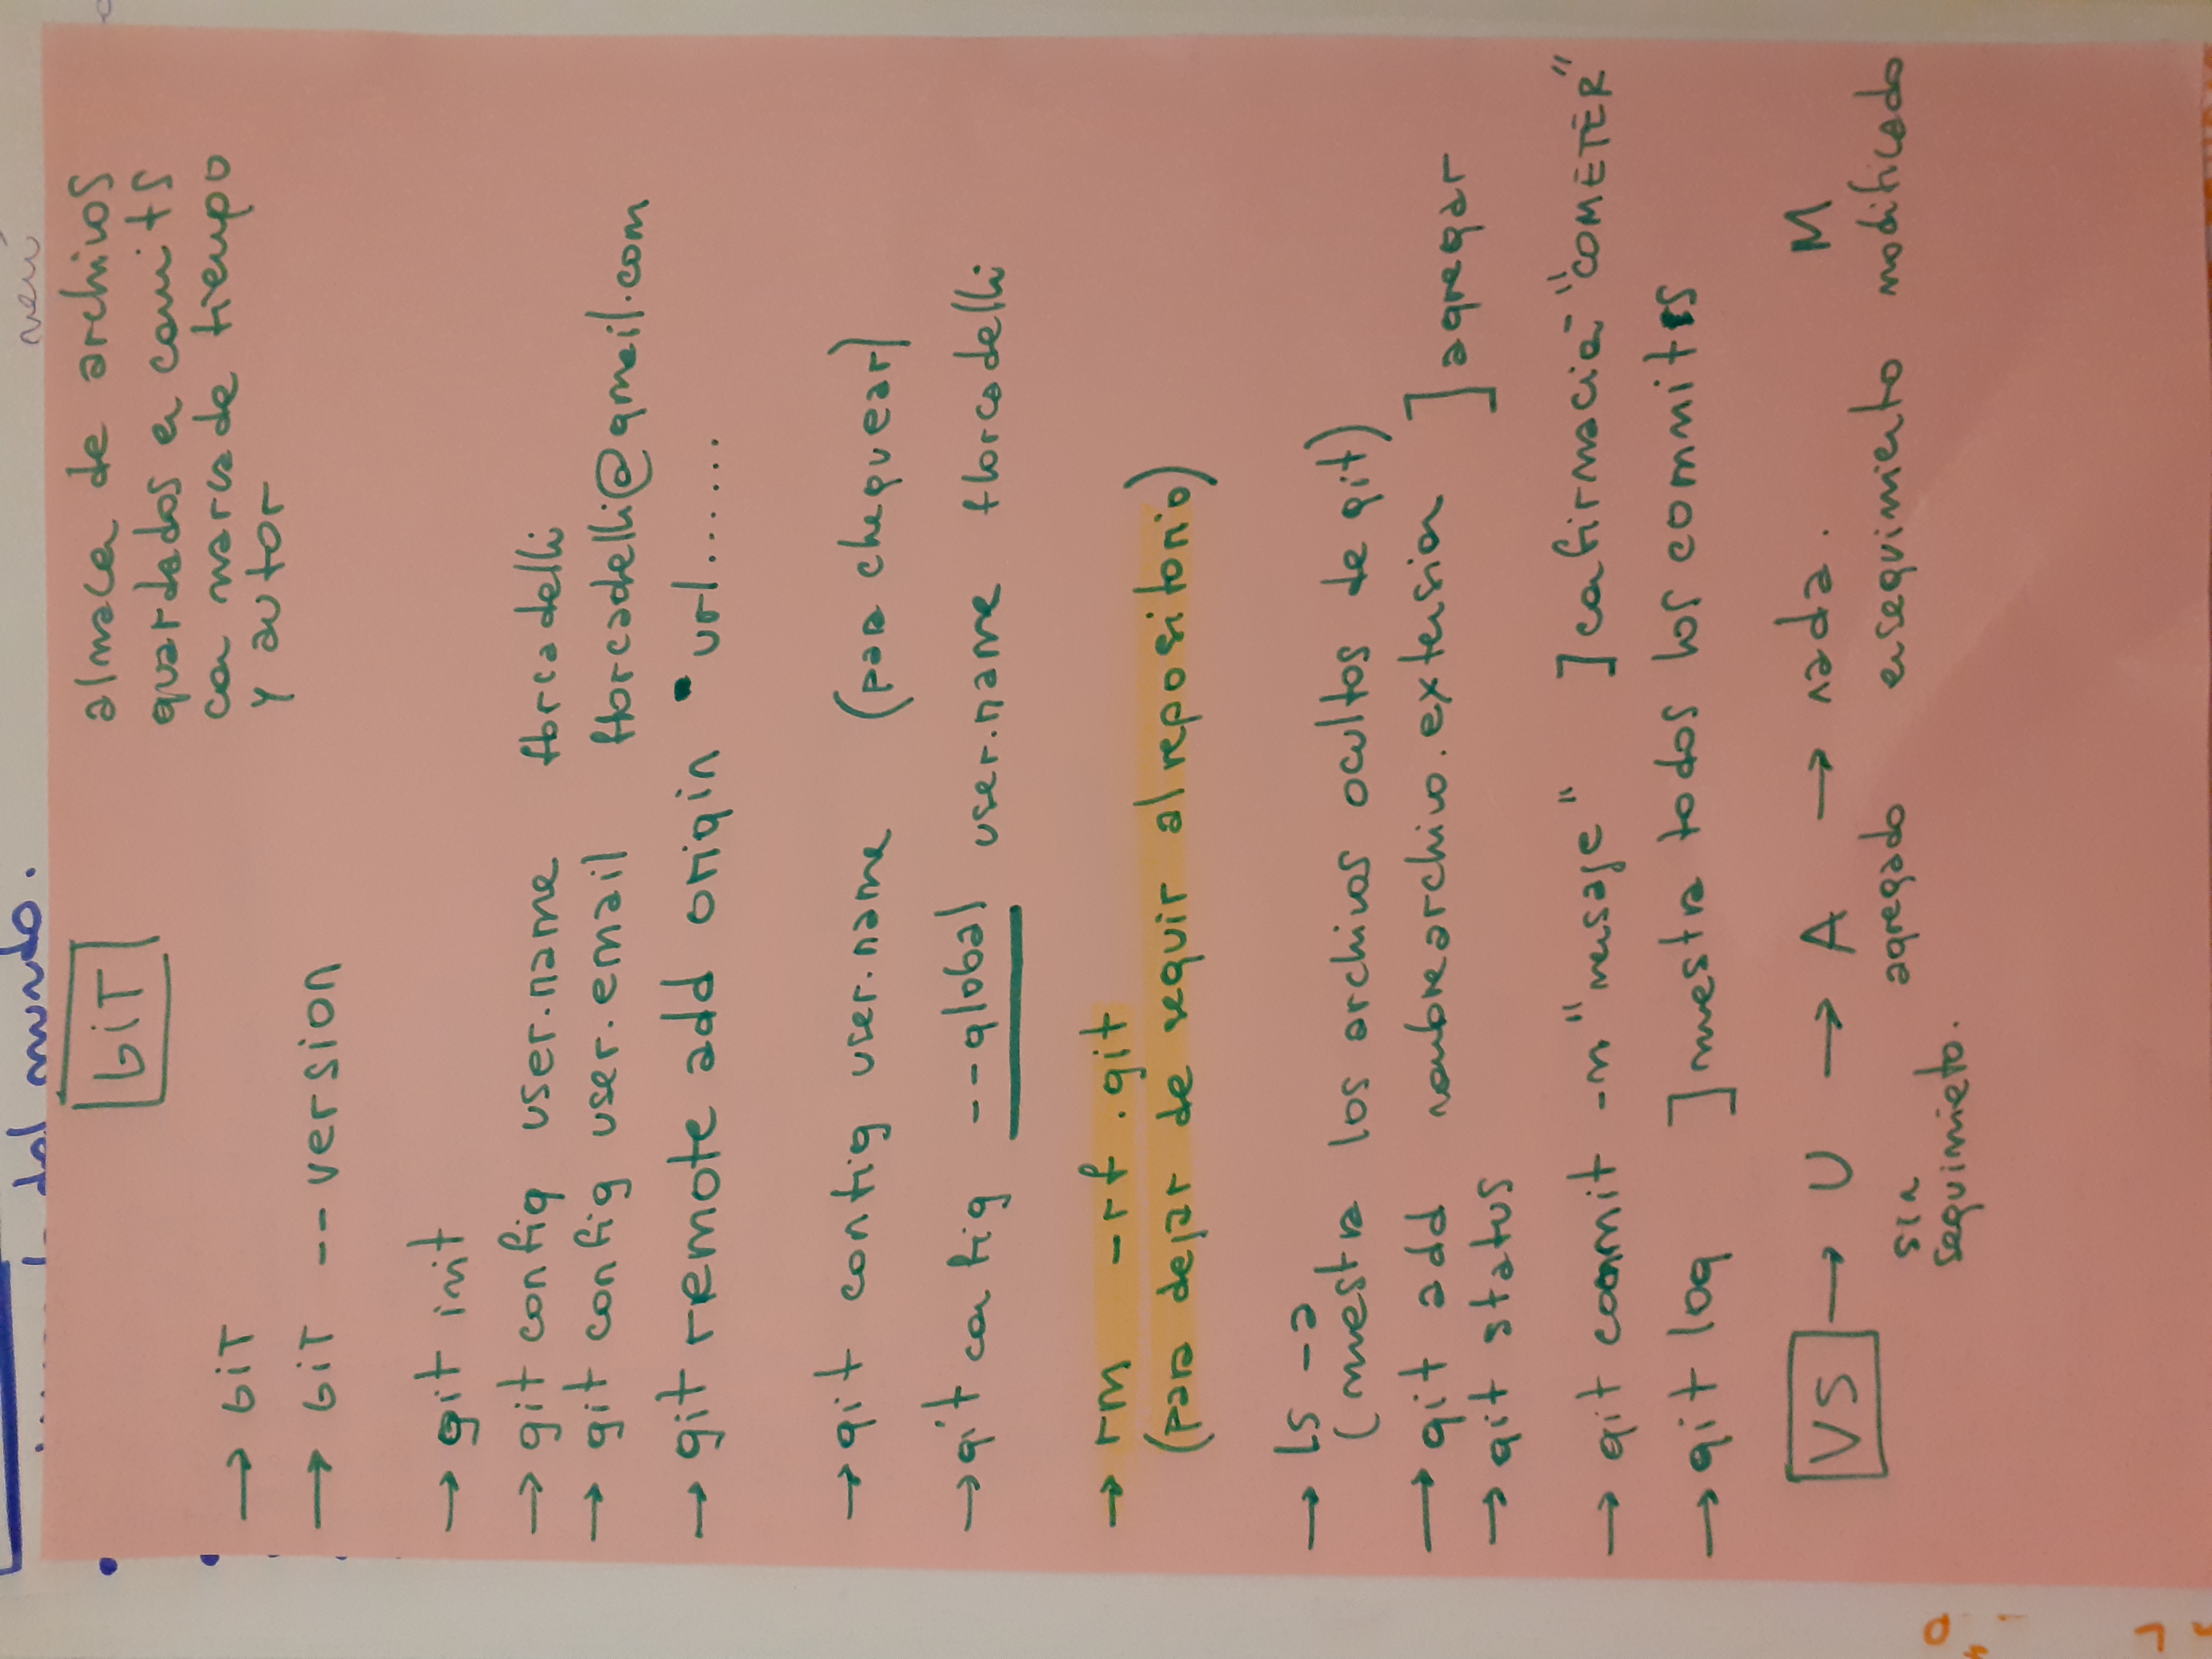 del mundo.
GIT
almacen de archivos
guardados en comits
con marca de tiempo
y autor
→ GIT
→ GIT --version
→ git init
→ git config user.name florcadelli
→ git config user.email florcadelli@gmail.com
→ git remote add origin url......
→ git config user.name (para chequear)
→ git config --global user.name florcadelli
→ rm -rf .git
(para dejar de seguir al repositorio)
→ ls -a
(muestra los archivos ocultos de git)
→ git add nombrearchivo.extension ] agregar
→ git status
→ git commit -m "mensaje" ] confirmación "COMETER"
→ git log ] muestra todos los commits
VS → U → A → nada. M
sin agregado en seguimiento modificado
seguimieto.